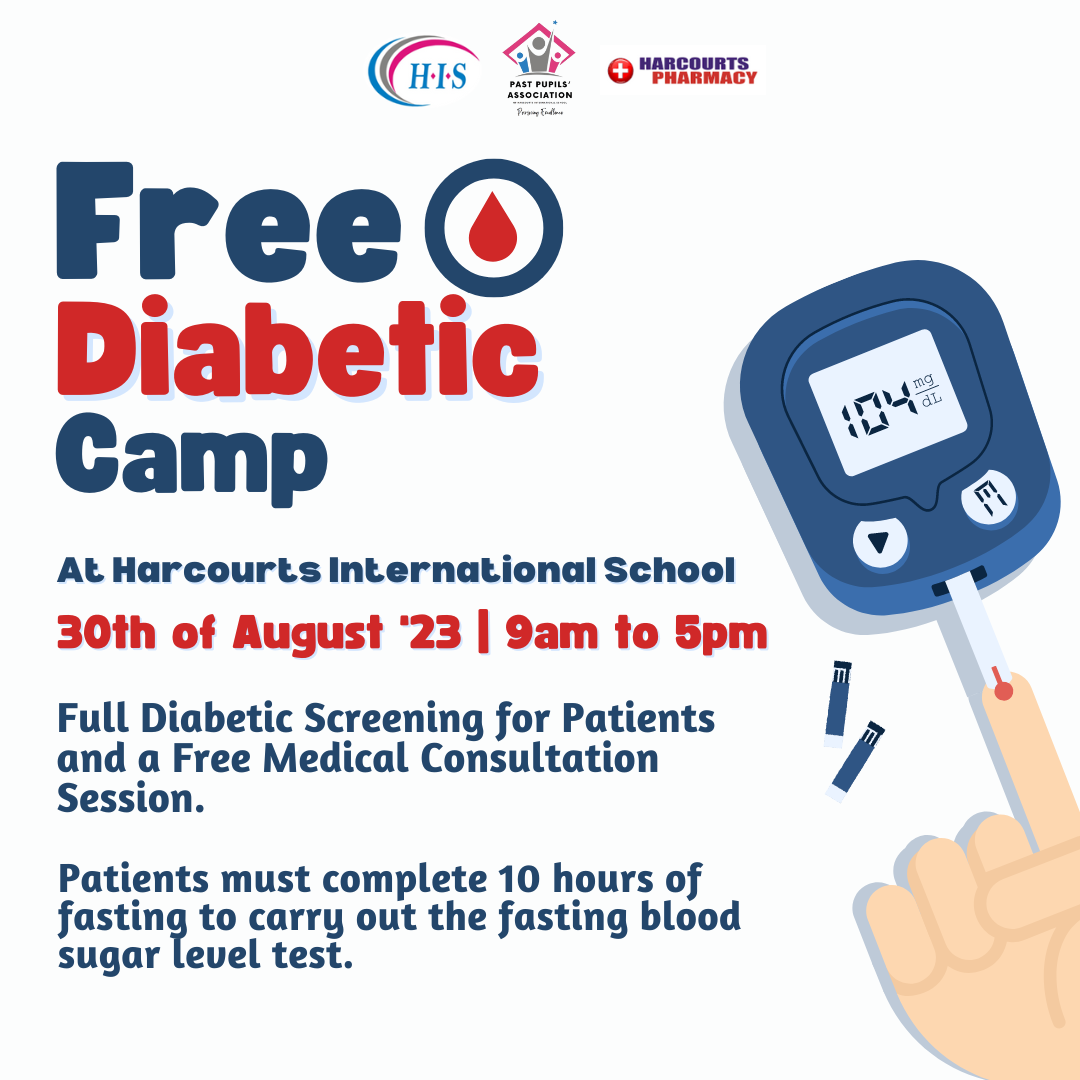 H·I·S
PAST PUPILS'
ASSOCIATION
HARCOURTS
PHARMACY
Free
Diabetic
Camp
104 mg
dL
At Harcourts International School
30th of August '23 | 9am to 5pm
Full Diabetic Screening for Patients
and a Free Medical Consultation
Session.
Patients must complete 10 hours of
fasting to carry out the fasting blood
sugar level test.